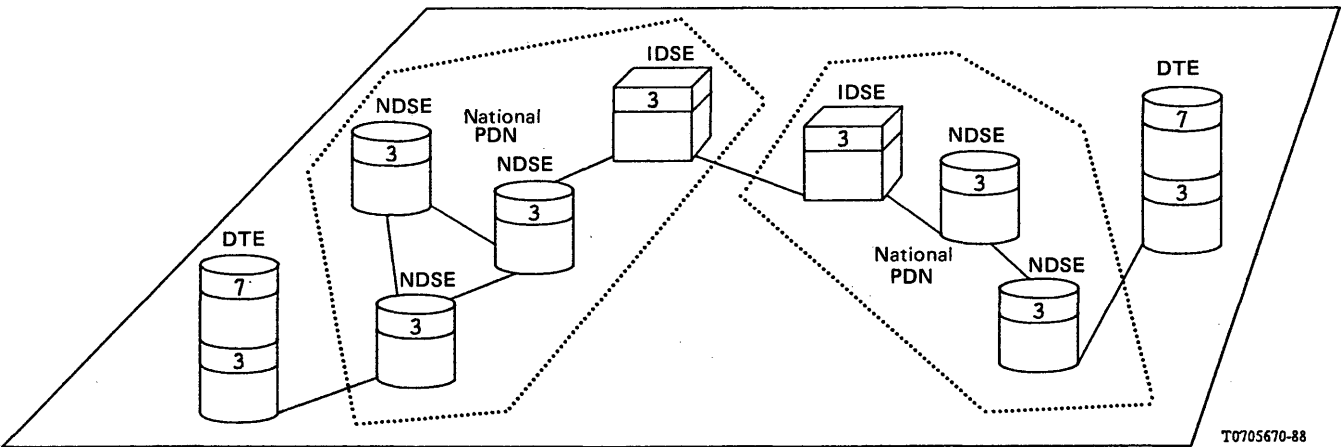 IDSE
3
NDSE
3
National
PDN
NDSE
3
DTE
7
3
NDSE
3
IDSE
3
NDSE
3
National
PDN
NDSE
3
DTE
7
3
T0705670-88